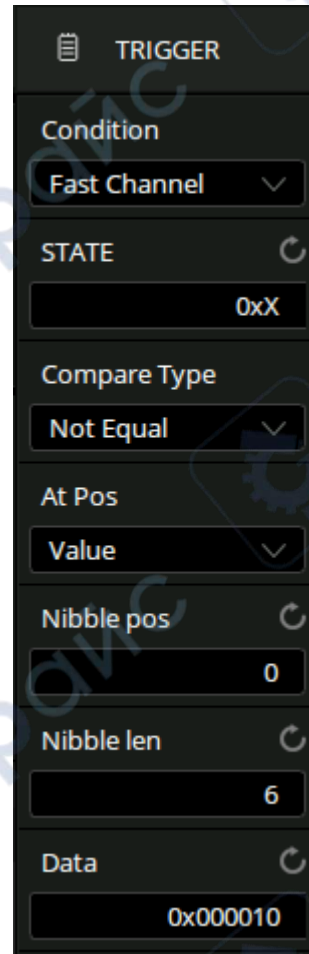 TRIGGER
Condition
Fast Channel
STATE
0xX
Compare Type
Not Equal
At Pos
Value
Nibble pos
0
Nibble len
6
Data
0x000010